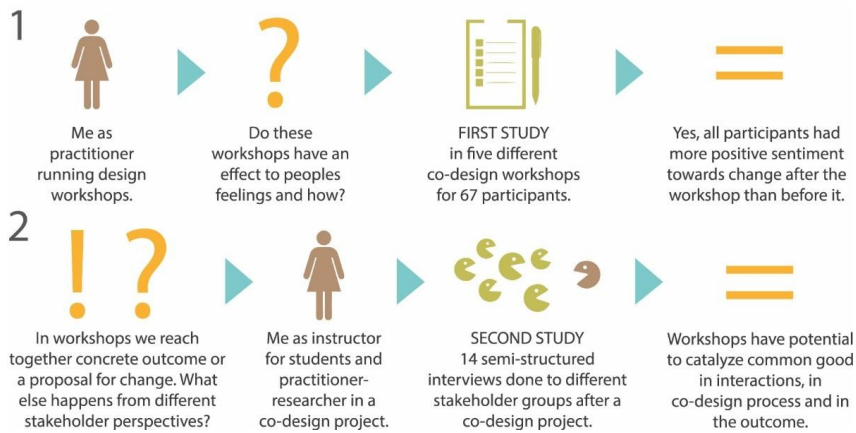 1
?
Me as
practitioner
running design
workshops.
Do these
workshops have an
effect to peoples
feelings and how?
FIRST STUDY
in five different
co-design workshops
for 67 participants.
Yes, all participants had
more positive sentiment
towards change after the
workshop than before it.
2
! ?
In workshops we reach
together concrete outcome or
a proposal for change. What
else happens from different
stakeholder perspectives?
Me as instructor
for students and
practitioner-
researcher in a
co-design project.
SECOND STUDY
14 semi-structured
interviews done to different
stakeholder groups after a
co-design project.
Workshops have potential
to catalyze common good
in interactions, in
co-design process and in
the outcome.